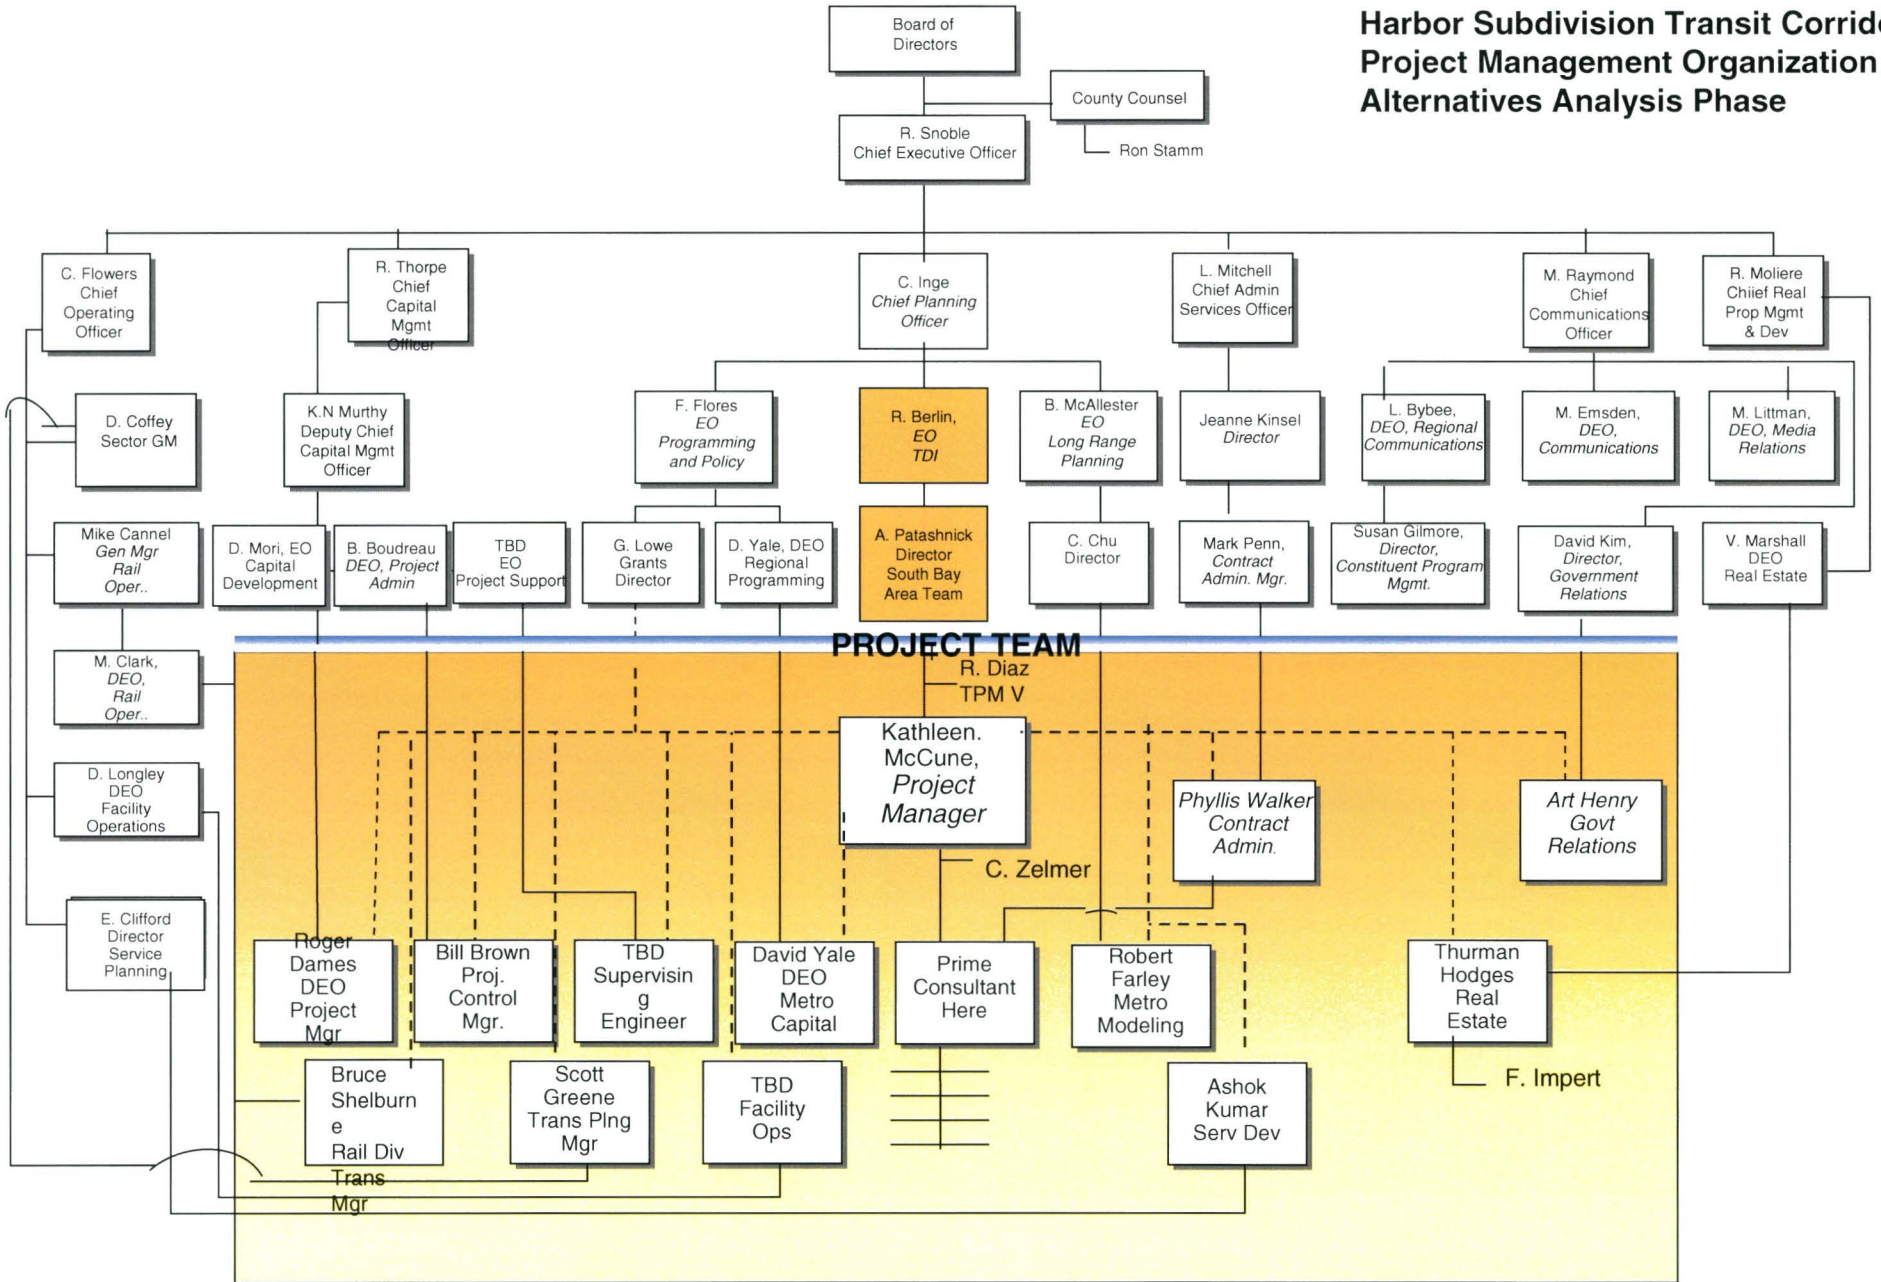 Harbor Subdivision Transit Corrid
Project Management Organization
Alternatives Analysis Phase
Board of
Directors
County Counsel
Ron Stamm
R. Snoble
Chief Executive Officer
C. Flowers
Chief
Operating
Officer
R. Thorpe
Chief
Capital
Mgmt
Officer
C. Inge
Chief Planning
Officer
L. Mitchell
Chief Admin
Services Officer
M. Raymond
Chief
Communications
Officer
R. Moliere
Chiief Real
Prop Mgmt
& Dev
D. Coffey
Sector GM
K.N Murthy
Deputy Chief
Capital Mgmt
Officer
F. Flores
EO
Programming
and Policy
R. Berlin,
EO
TDI
B. McAllester
EO
Long Range
Planning
Jeanne Kinsel
Director
L. Bybee,
DEO, Regional
Communications
M. Emsden,
DEO,
Communications
M. Littman,
DEO, Media
Relations
Mike Cannel
Gen Mgr
Rail
Oper..
D. Mori, EO
Capital
Development
B. Boudreau
DEO, Project
Admin
TBD
EO
Project Support
G. Lowe
Grants
Director
D. Yale, DEO
Regional
Programming
A. Patashnick
Director
South Bay
Area Team
C. Chu
Director
Mark Penn,
Contract
Admin. Mgr.
Susan Gilmore,
Director,
Constituent Program
Mgmt.
David Kim,
Director,
Government
Relations
V. Marshall
DEO
Real Estate
PROJECT TEAM
M. Clark,
DEO,
Rail
Oper..
R. Diaz
TPM V
Kathleen.
McCune,
Project
Manager
D. Longley
DEO
Facility
Operations
Phyllis Walker
Contract
Admin.
Art Henry
Govt
Relations
C. Zelmer
E. Clifford
Director
Service
Planning
Roger
Dames
DEO
Project
Mgr
Bill Brown
Proj.
Control
Mgr.
TBD
Supervisin
g
Engineer
David Yale
DEO
Metro
Capital
Prime
Consultant
Here
Robert
Farley
Metro
Modeling
Thurman
Hodges
Real
Estate
F. Impert
Bruce
Shelburn
e
Rail Div
Trans
Mgr
Scott
Greene
Trans Plng
Mgr
TBD
Facility
Ops
Ashok
Kumar
Serv Dev